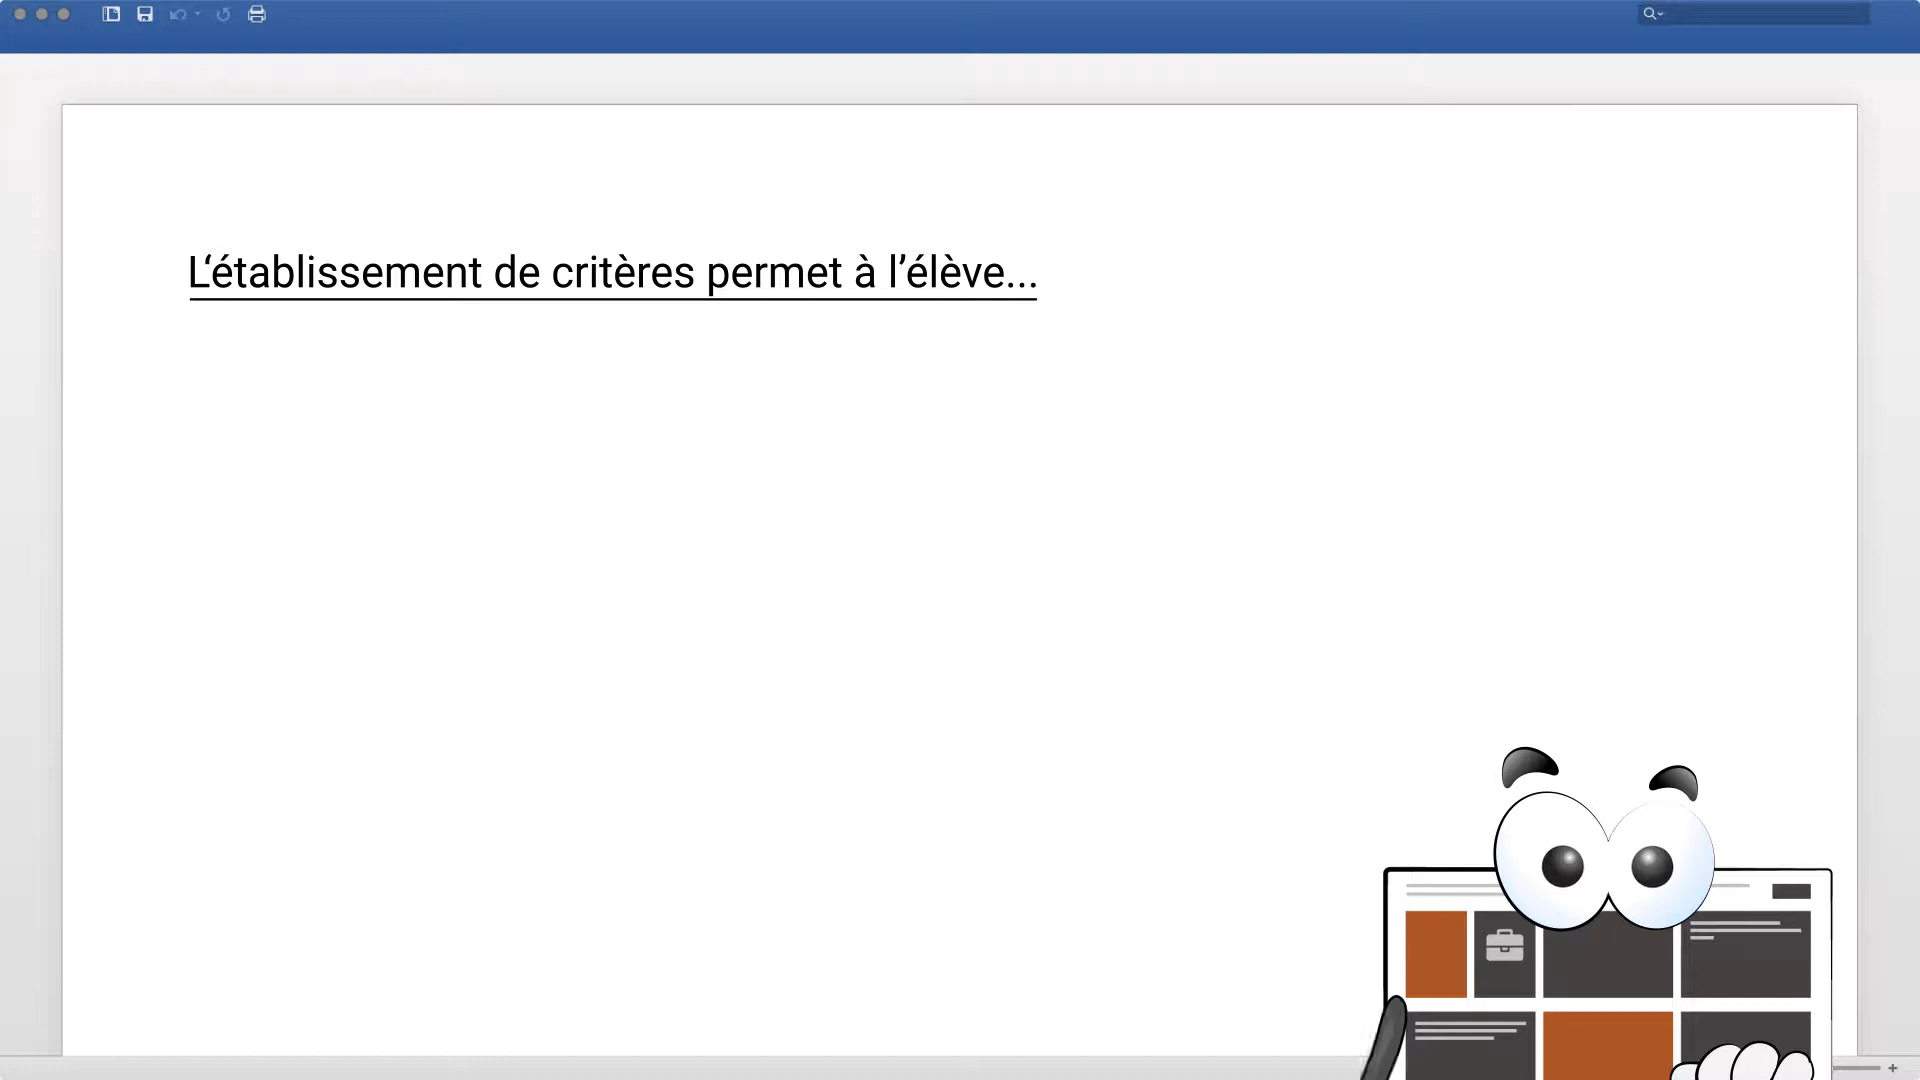 L‘établissement de critères permet à l’élève...